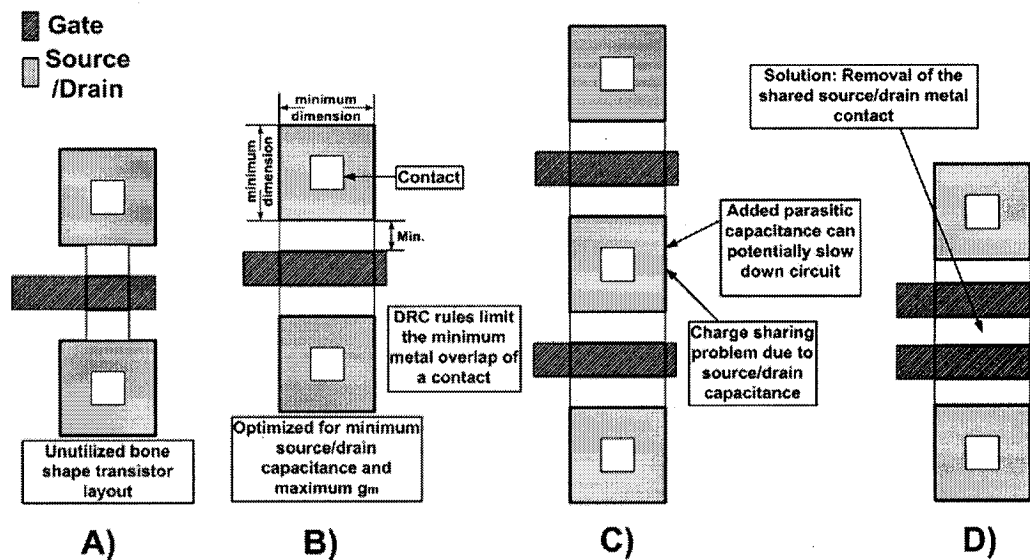 Gate
Source
/Drain
minimum
dimension
minimum
dimension
Contact
Min.
DRC rules limit
the minimum
metal overlap of
a contact
Unutilized bone
shape transistor
layout
Optimized for minimum
source/drain
capacitance and
maximum gm
Added parasitic
capacitance can
potentially slow
down circuit
Charge sharing
problem due to
source/drain
capacitance
Solution: Removal of the
shared source/drain metal
contact
A)
B)
C)
D)